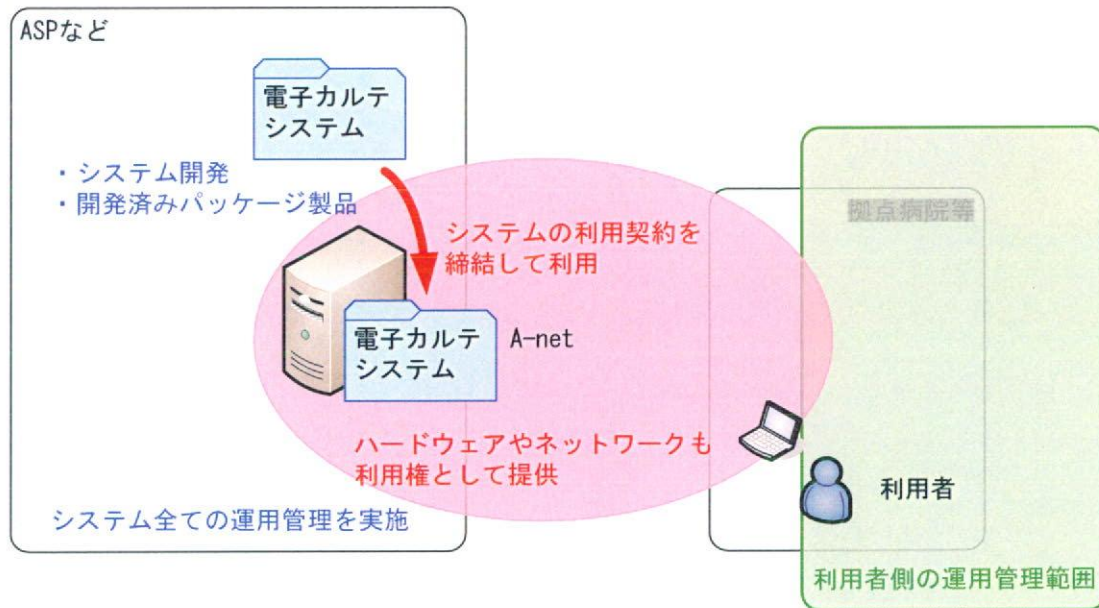 ASPなど
電子カルテ
システム
・システム開発
・開発済みパッケージ製品
拠点病院等
システムの利用契約を
締結して利用
電子カルテ
システム
A-net
ハードウェアやネットワークも
利用権として提供
利用者
システム全ての運用管理を実施
利用者側の運用管理範囲